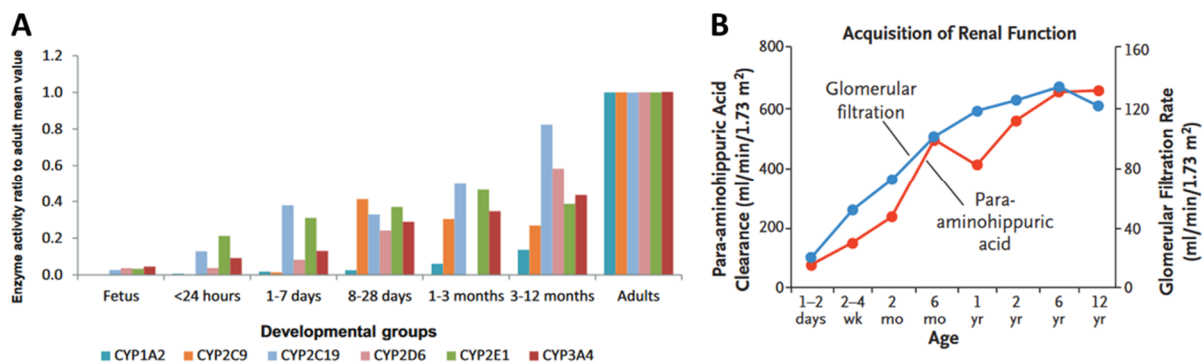 A
Enzyme activity ratio to adult mean value
1.2
1.0
0.8
0.6
0.4
0.2
0.0
Fetus <24 hours 1-7 days 8-28 days 1-3 months 3-12 months Adults
Developmental groups
CYP1A2 CYP2C9 CYP2C19 CYP2D6 CYP2E1 CYP3A4
B
Acquisition of Renal Function
Para-aminohippuric Acid
Clearance (ml/min/1.73 m²)
800
600
400
200
0
Glomerular
filtration
Para-
aminohippuric
acid
160
120
80
40
0
Glomerular Filtration Rate
(ml/min/1.73 m²)
1–2 2–4 2 6 1 2 6 12
days wk mo mo yr yr yr yr
Age